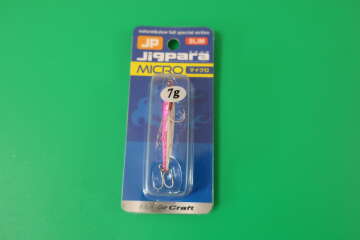 JP
SLIM
Jigpara
MICRO マイクロ
7g
Major Craft